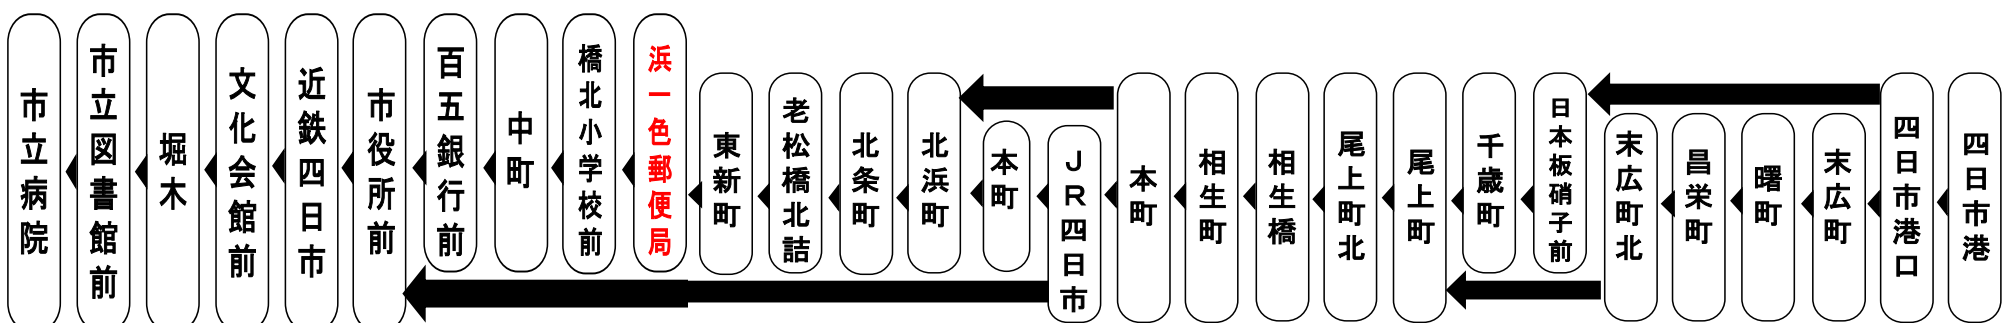 市立病院
市立図書館前
堀木
文化会館前
近鉄四日市
市役所前
百五銀行前
中町
橋北小学校前
浜一色郵便局
東新町
老松橋北詰
北条町
北浜町
本町
JR四日市
本町
相生町
相生橋
尾上町北
尾上町
千歳町
日本板硝子前
末広町北
昌栄町
曙町
末広町
四日市港口
四日市港